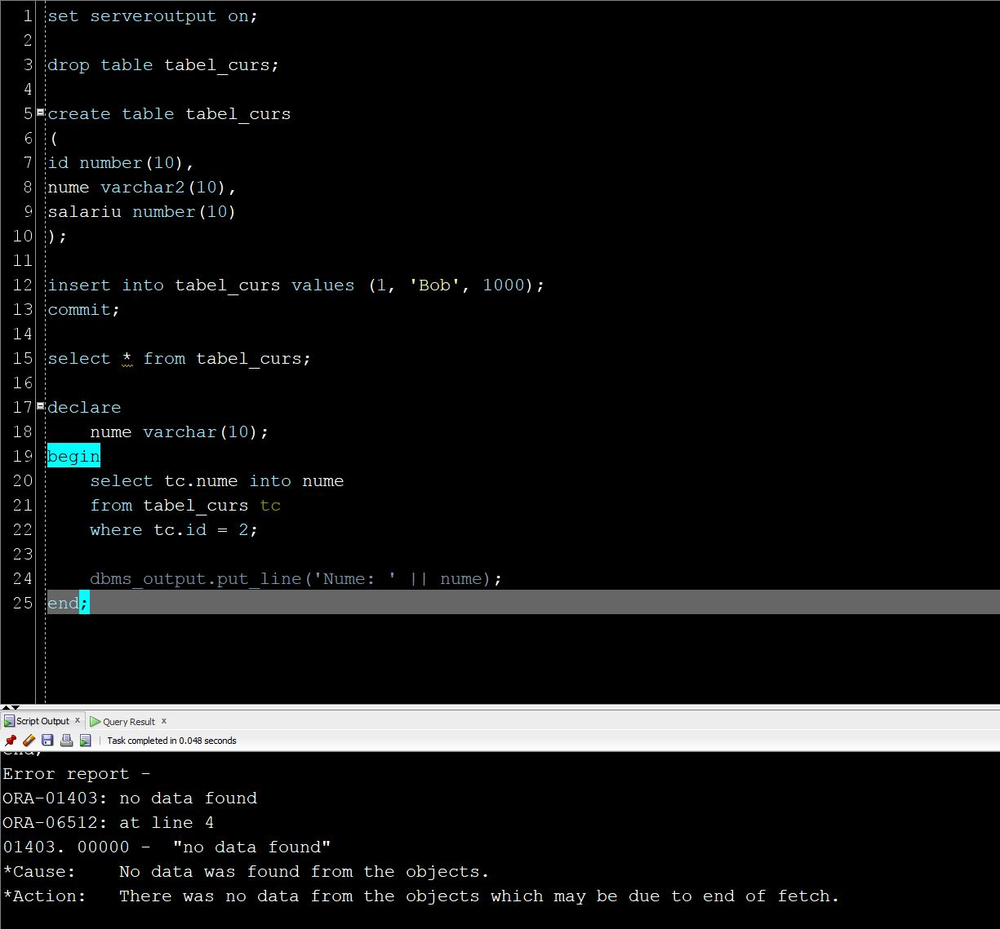 1 set serveroutput on;
2
3 drop table tabel_curs;
4
5 create table tabel_curs
6 (
7 id number(10),
8 nume varchar2(10),
9 salariu number(10)
10 );
11
12 insert into tabel_curs values (1, 'Bob', 1000);
13 commit;
14
15 select * from tabel_curs;
16
17 declare
18     nume varchar(10);
19 begin
20     select tc.nume into nume
21     from tabel_curs tc
22     where tc.id = 2;
23
24     dbms_output.put_line('Nume: ' || nume);
25 end;
Script Output x Query Result x
Task completed in 0.048 seconds
end;
Error report -
ORA-01403: no data found
ORA-06512: at line 4
01403. 00000 -  "no data found"
*Cause:    No data was found from the objects.
*Action:   There was no data from the objects which may be due to end of fetch.